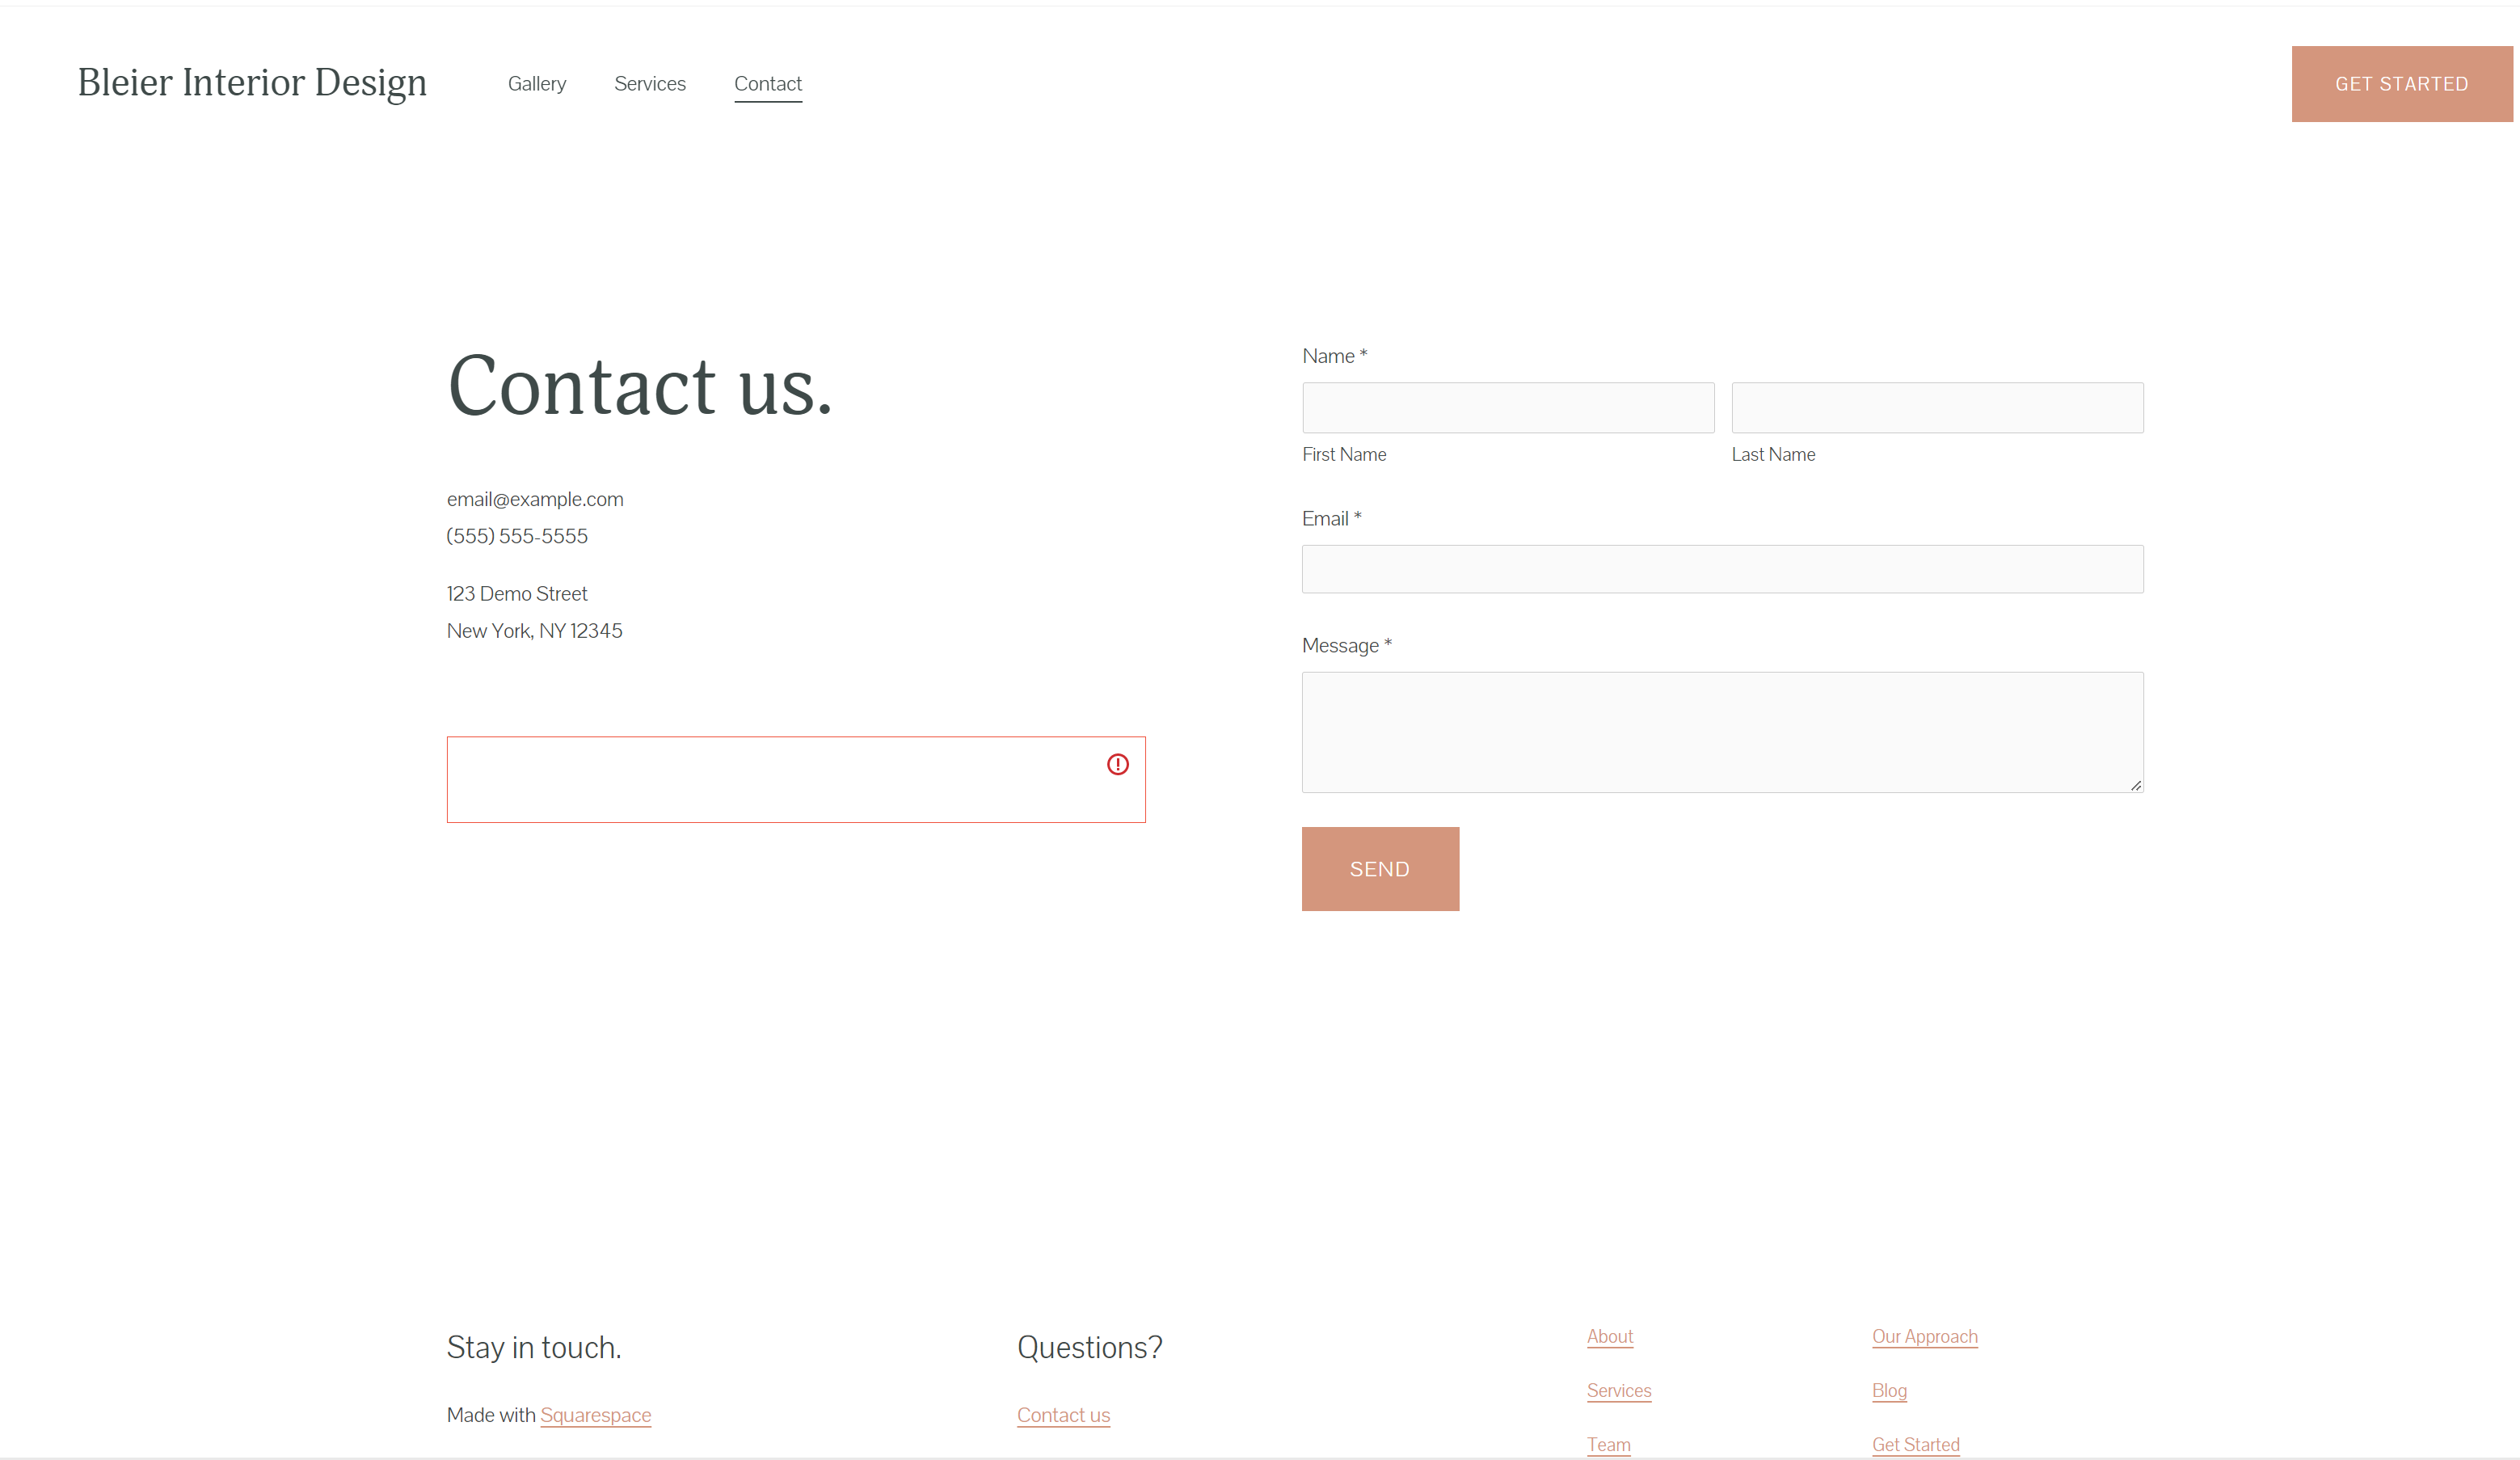 Bleier Interior Design
Gallery
Services
Contact
GET STARTED
Contact us.
email@example.com
(555) 555-5555
123 Demo Street
New York, NY 12345
Name *
First Name
Last Name
Email *
Message *
SEND
Stay in touch.
Made with Squarespace
Questions?
Contact us
About
Services
Team
Our Approach
Blog
Get Started